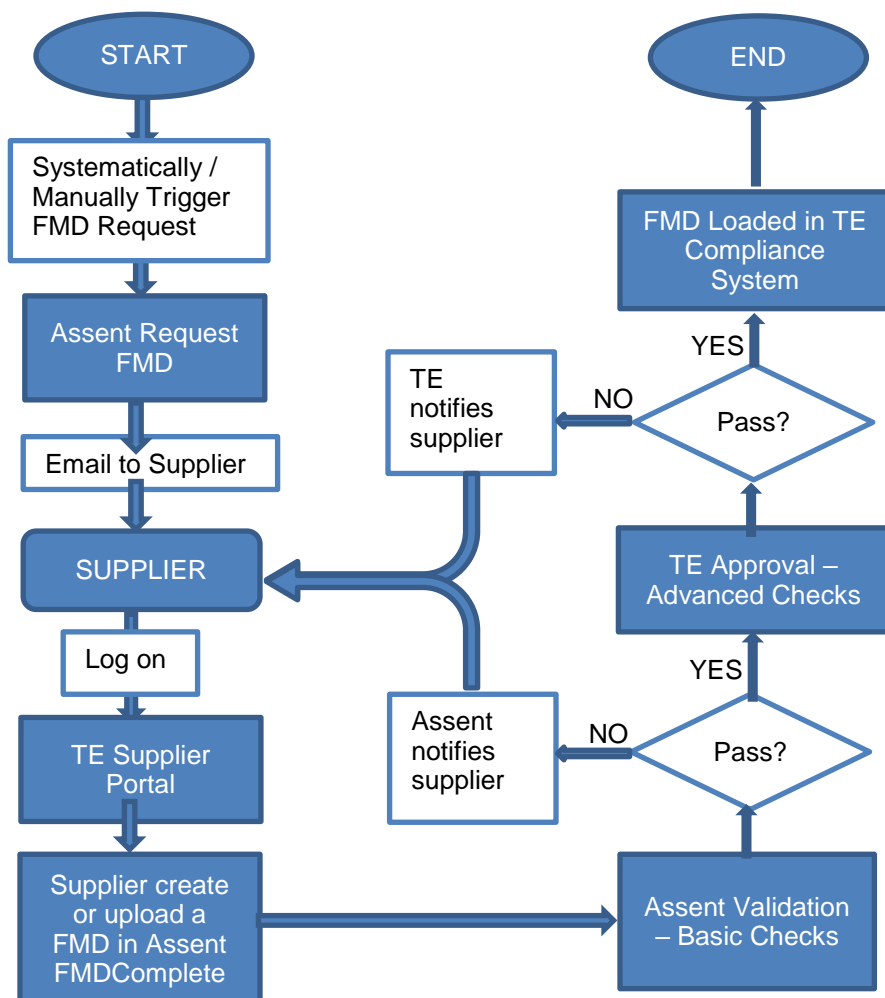 START
Systematically /
Manually Trigger
FMD Request
Assent Request
FMD
Email to Supplier
SUPPLIER
Log on
TE Supplier
Portal
Supplier create
or upload a
FMD in Assent
FMDComplete
Assent Validation
– Basic Checks
Pass?
NO
Assent
notifies
supplier
YES
TE Approval –
Advanced Checks
Pass?
NO
TE
notifies
supplier
YES
FMD Loaded in TE
Compliance
System
END